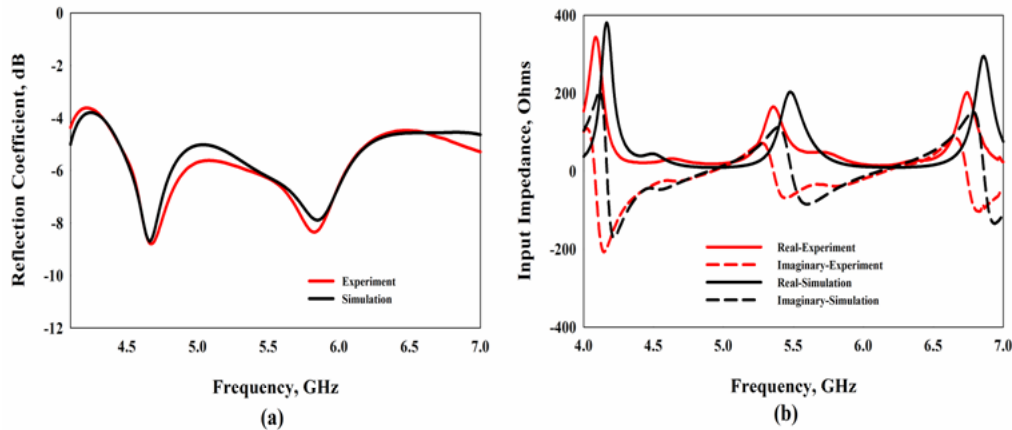 Reflection Coefficient, dB
0
-2
-4
-6
-8
-10
-12
Experiment
Simulation
4.5 5.0 5.5 6.0 6.5 7.0
Frequency, GHz
(a)
Input Impedance, Ohms
400
200
0
-200
-400
Real-Experiment
Imaginary-Experiment
Real-Simulation
Imaginary-Simulation
4.0 4.5 5.0 5.5 6.0 6.5 7.0
Frequency, GHz
(b)